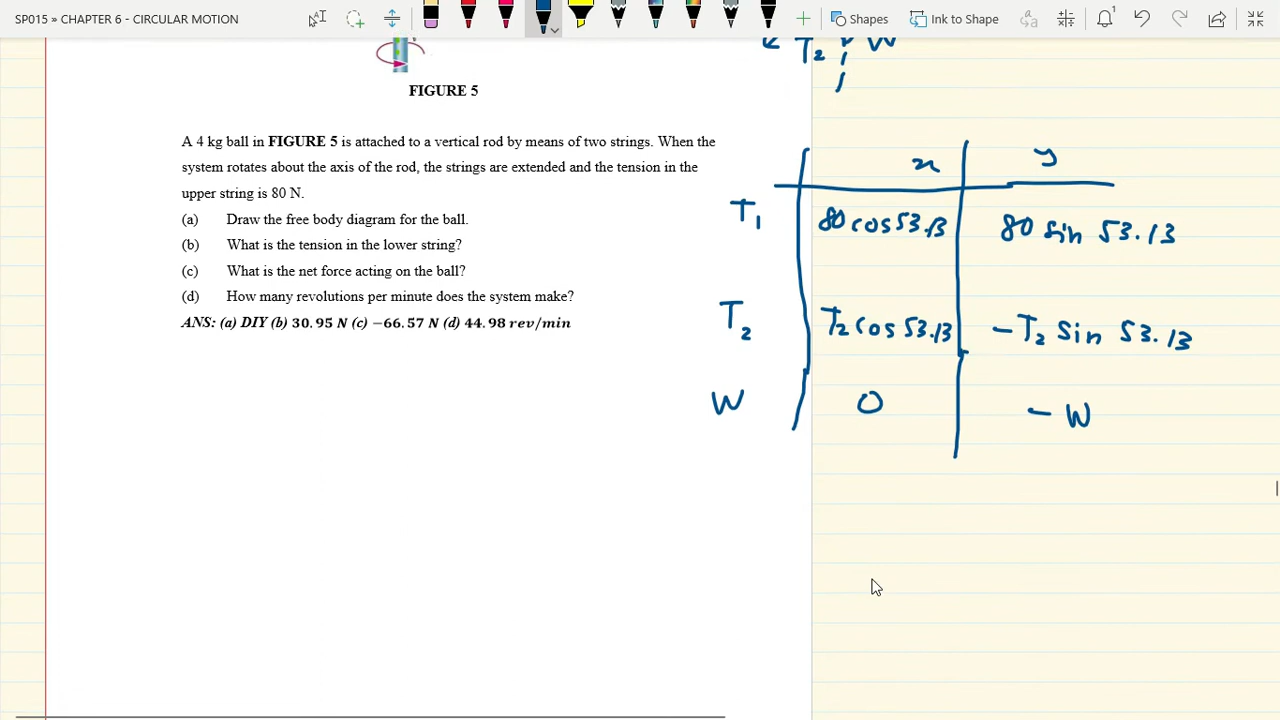 SP015 » CHAPTER 6 - CIRCULAR MOTION
Shapes
Ink to Shape
T2 W
FIGURE 5
A 4 kg ball in FIGURE 5 is attached to a vertical rod by means of two strings. When the
system rotates about the axis of the rod, the strings are extended and the tension in the
upper string is 80 N.
(a) Draw the free body diagram for the ball.
(b) What is the tension in the lower string?
(c) What is the net force acting on the ball?
(d) How many revolutions per minute does the system make?
ANS: (a) DIY (b) 30.95 N (c) −66.57 N (d) 44.98 rev/min
x y
T1 80 cos 53.13 80 sin 53.13
T2 T2 cos 53.13 -T2 sin 53.13
W 0 - W